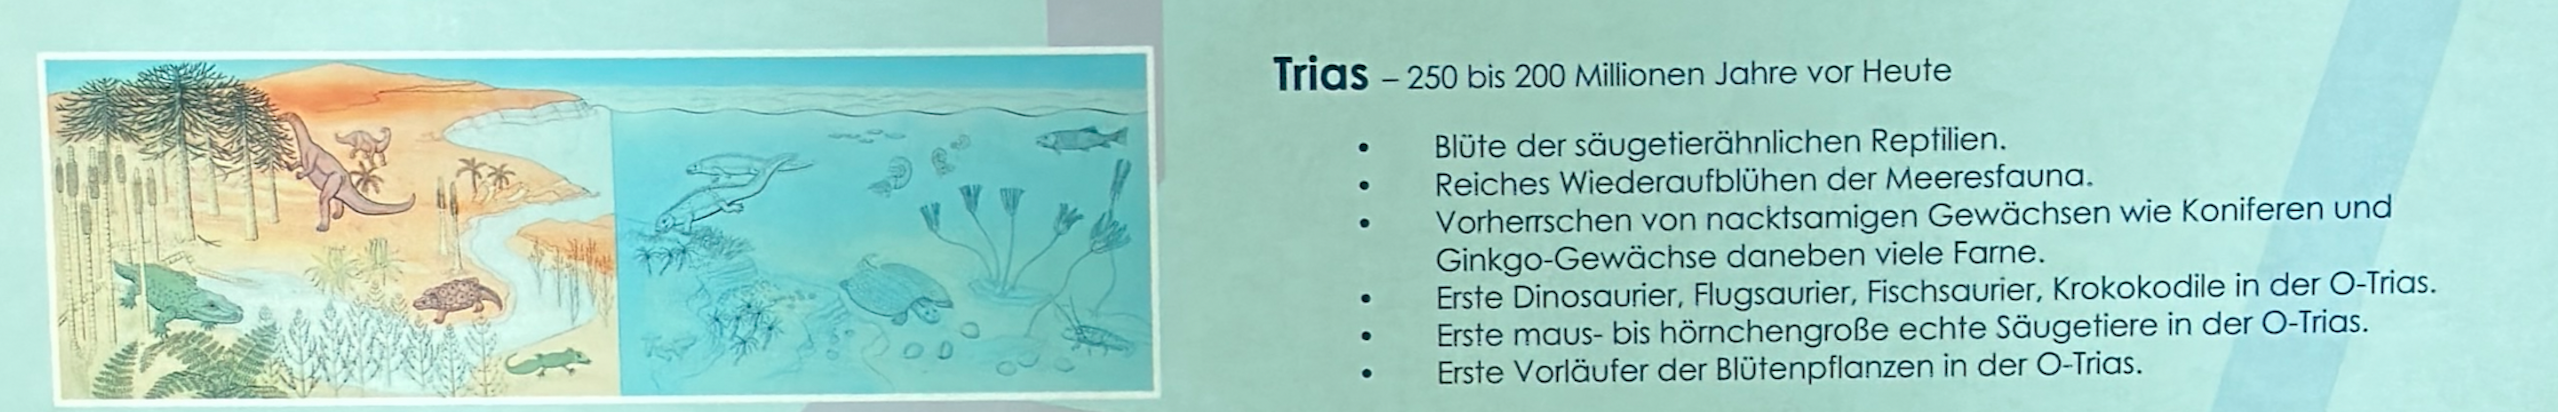 Trias – 250 bis 200 Millionen Jahre vor Heute
• Blüte der säugetierähnlichen Reptilien.
• Reiches Wiederaufblühen der Meeresfauna.
• Vorherrschen von nacktsamigen Gewächsen wie Koniferen und
Ginkgo-Gewächse daneben viele Farne.
• Erste Dinosaurier, Flugsaurier, Fischsaurier, Krokokodile in der O-Trias.
• Erste maus- bis hörnchengroße echte Säugetiere in der O-Trias.
• Erste Vorläufer der Blütenpflanzen in der O-Trias.